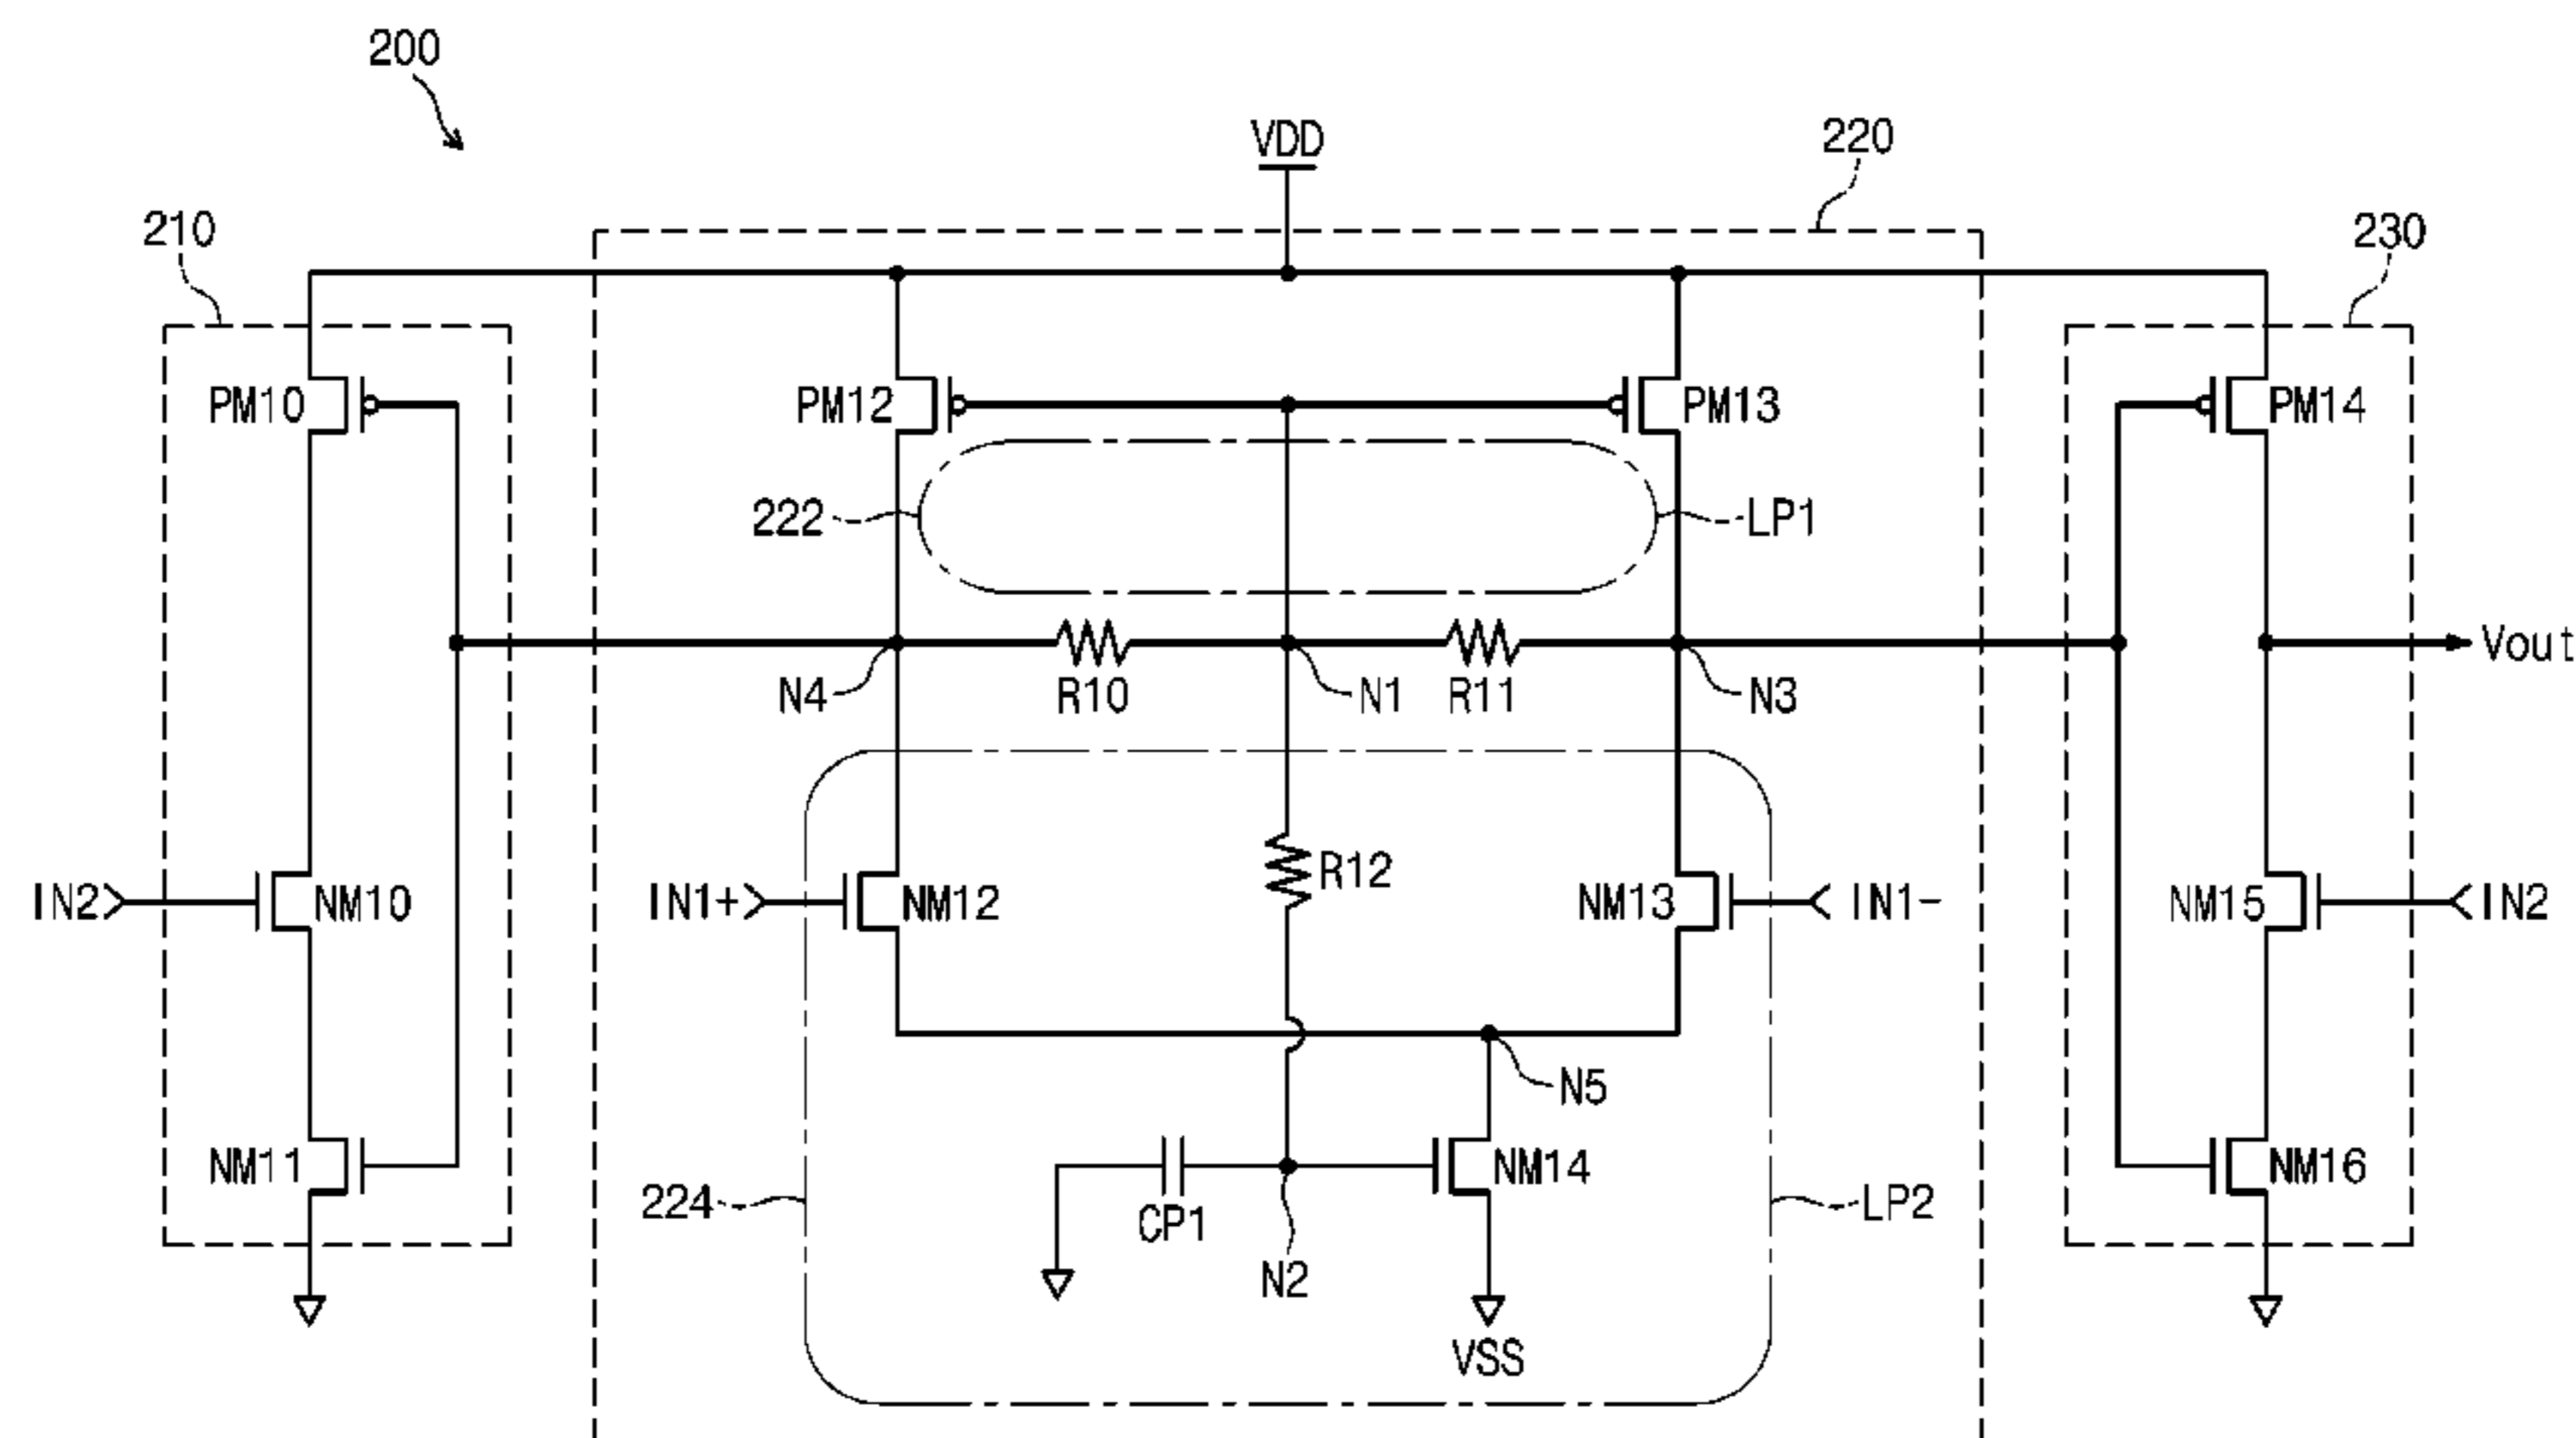 200
VDD
220
210
230
PM10
PM12
PM13
PM14
222
LP1
Vout
N4
R10
N1
R11
N3
R12
IN2
NM10
IN1+
NM12
NM13
IN1-
NM15
IN2
N5
NM11
NM14
NM16
224
CP1
LP2
N2
VSS